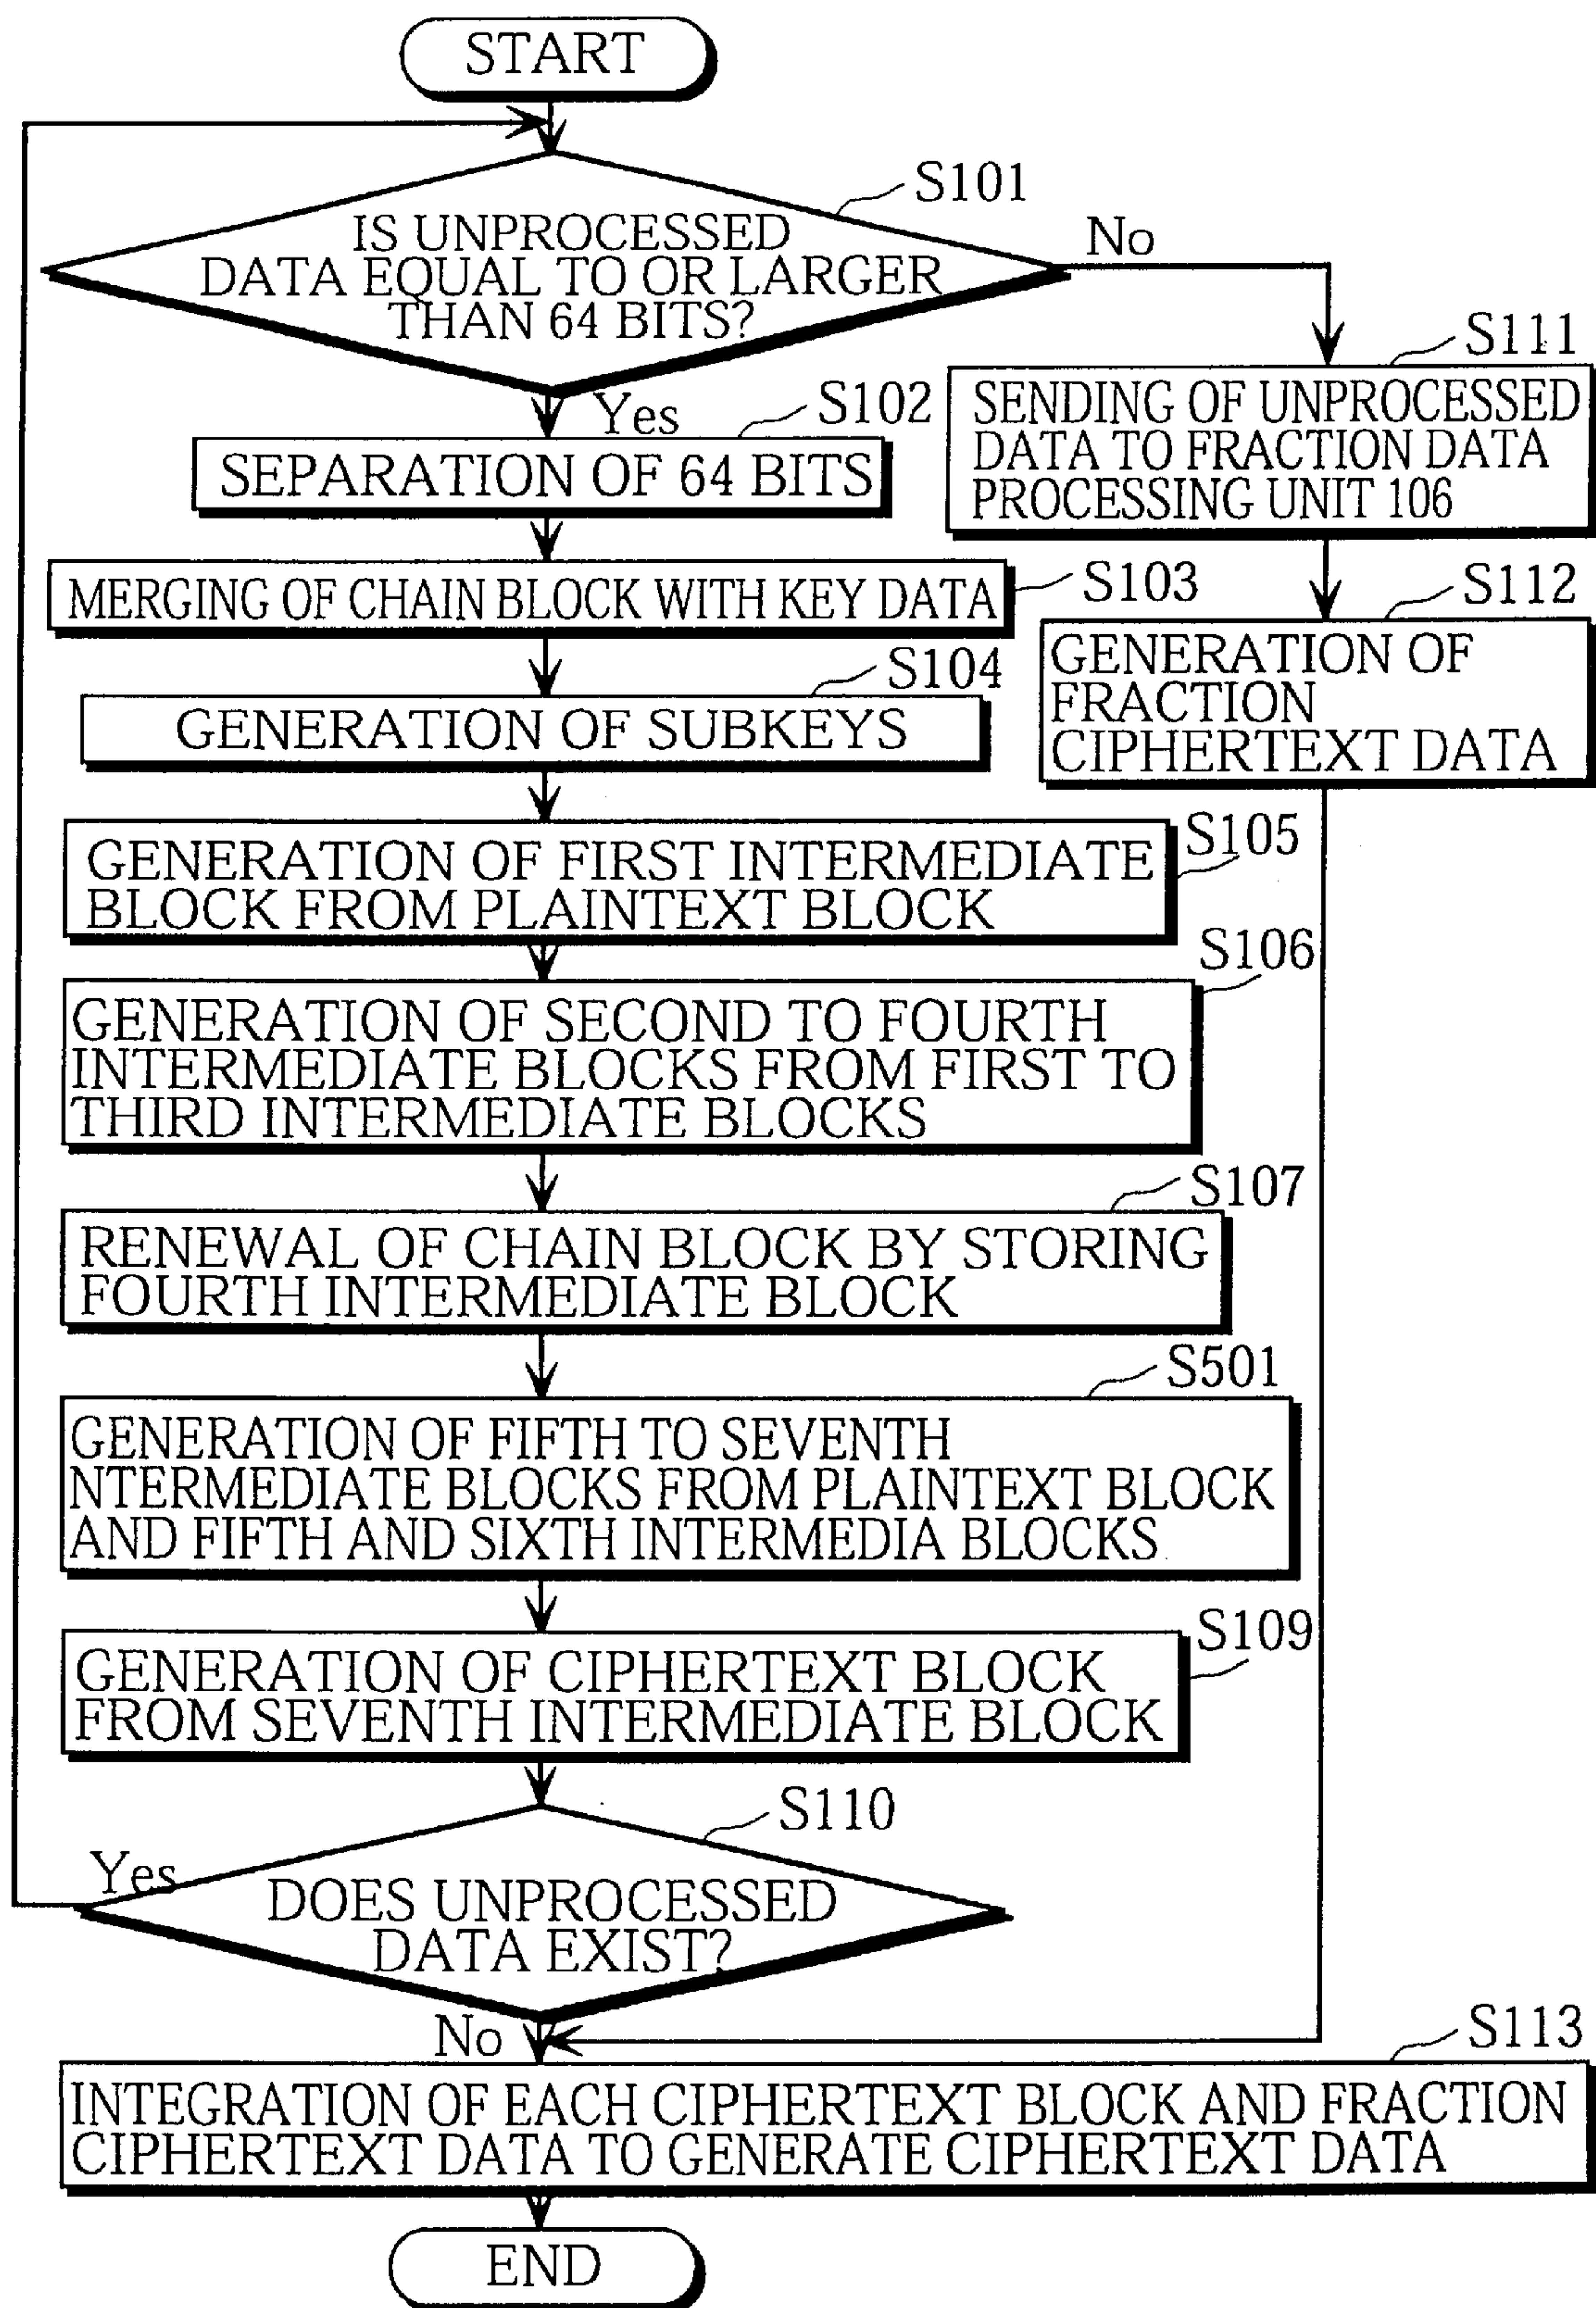 START
S101
IS UNPROCESSED
DATA EQUAL TO OR LARGER
THAN 64 BITS?
No
Yes
S102
SEPARATION OF 64 BITS
S111
SENDING OF UNPROCESSED
DATA TO FRACTION DATA
PROCESSING UNIT 106
S103
MERGING OF CHAIN BLOCK WITH KEY DATA
S112
GENERATION OF
FRACTION
CIPHERTEXT DATA
S104
GENERATION OF SUBKEYS
S105
GENERATION OF FIRST INTERMEDIATE
BLOCK FROM PLAINTEXT BLOCK
S106
GENERATION OF SECOND TO FOURTH
INTERMEDIATE BLOCKS FROM FIRST TO
THIRD INTERMEDIATE BLOCKS
S107
RENEWAL OF CHAIN BLOCK BY STORING
FOURTH INTERMEDIATE BLOCK
S501
GENERATION OF FIFTH TO SEVENTH
NTERMEDIATE BLOCKS FROM PLAINTEXT BLOCK
AND FIFTH AND SIXTH INTERMEDIA BLOCKS
S109
GENERATION OF CIPHERTEXT BLOCK
FROM SEVENTH INTERMEDIATE BLOCK
S110
Yes
DOES UNPROCESSED
DATA EXIST?
No
S113
INTEGRATION OF EACH CIPHERTEXT BLOCK AND FRACTION
CIPHERTEXT DATA TO GENERATE CIPHERTEXT DATA
END